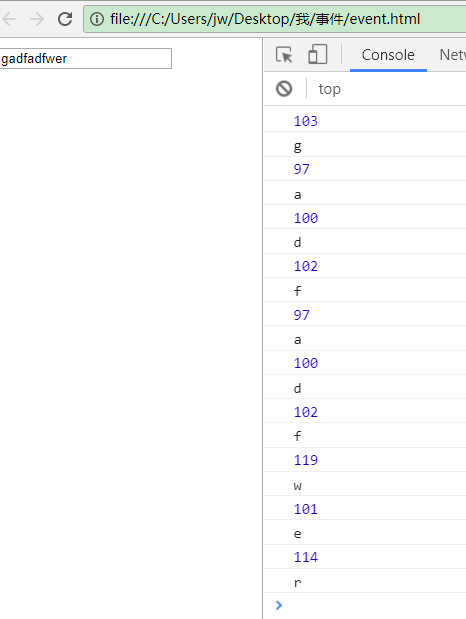 file:///C:/Users/jw/Desktop/我/事件/event.html
gadfadfwer
Console Netw
top
103
g
97
a
100
d
102
f
97
a
100
d
102
f
119
w
101
e
114
r